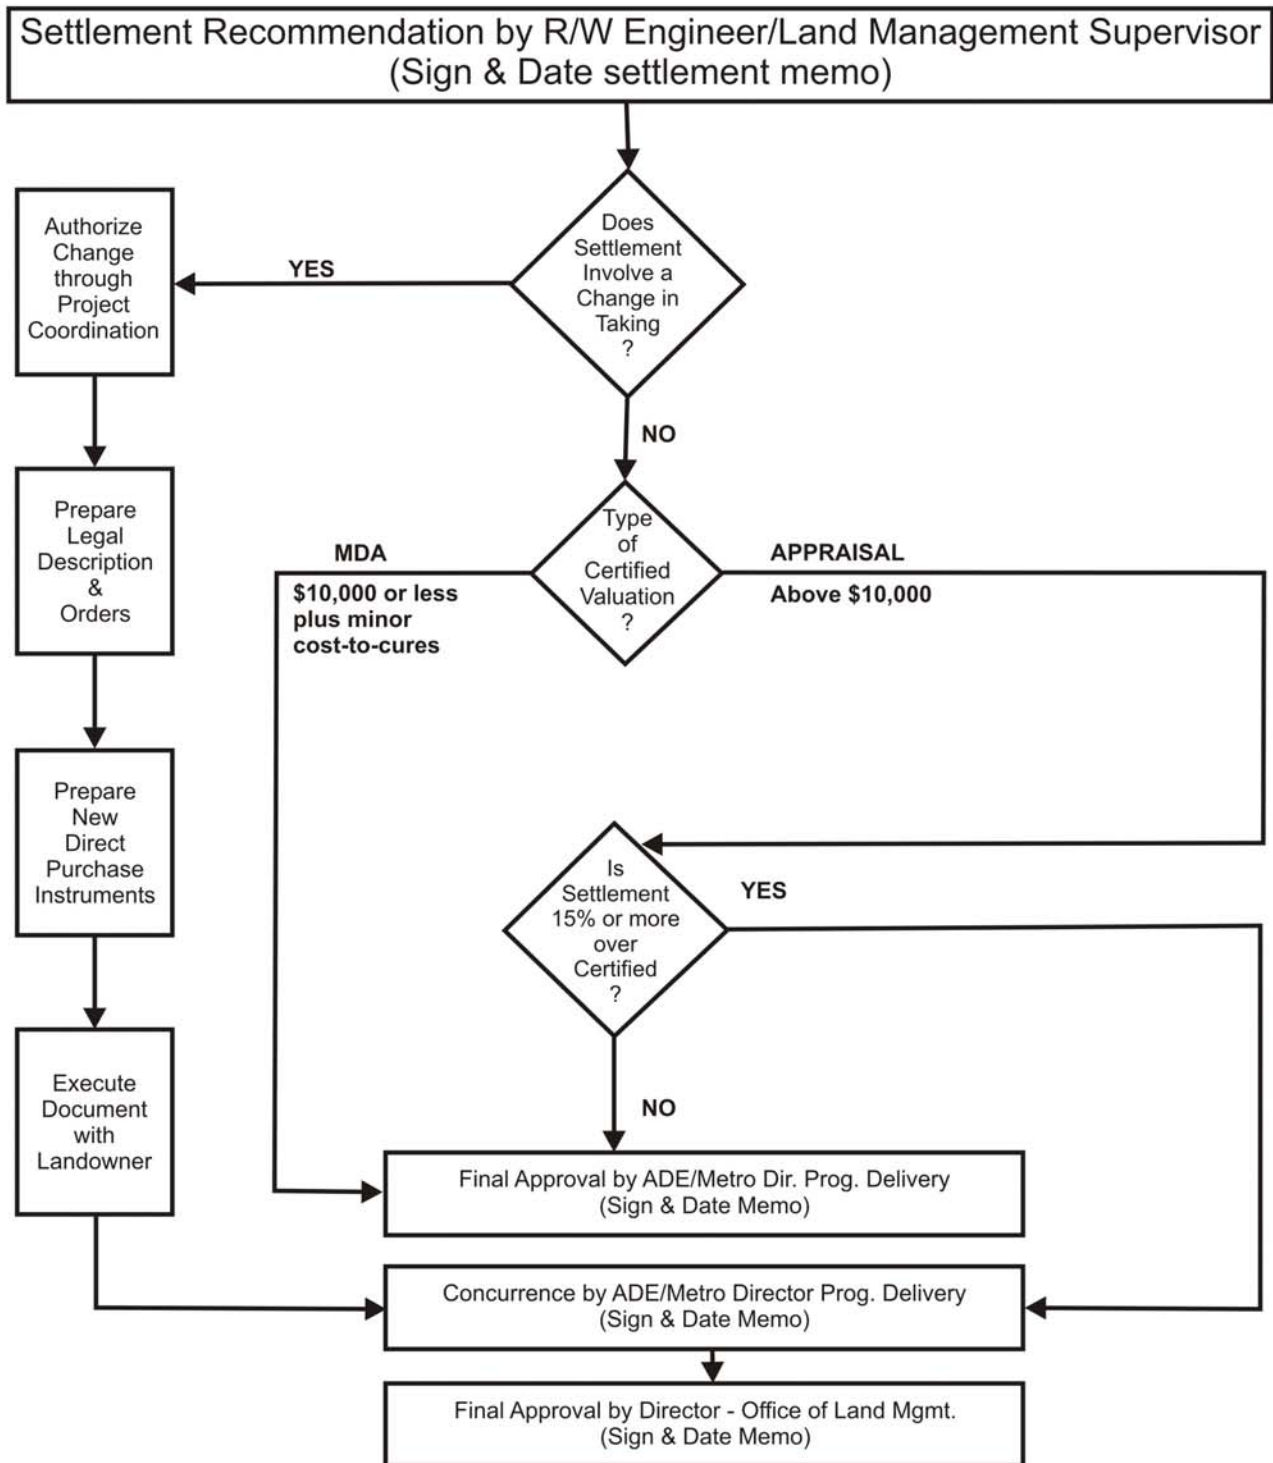 Settlement Recommendation by R/W Engineer/Land Management Supervisor
(Sign & Date settlement memo)
Does
Settlement
Involve a
Change in
Taking
?
YES
Authorize
Change
through
Project
Coordination
Prepare
Legal
Description
&
Orders
Prepare
New
Direct
Purchase
Instruments
Execute
Document
with
Landowner
NO
Type
of
Certified
Valuation
?
MDA
$10,000 or less
plus minor
cost-to-cures
APPRAISAL
Above $10,000
Is
Settlement
15% or more
over
Certified
?
YES
NO
Final Approval by ADE/Metro Dir. Prog. Delivery
(Sign & Date Memo)
Concurrence by ADE/Metro Director Prog. Delivery
(Sign & Date Memo)
Final Approval by Director - Office of Land Mgmt.
(Sign & Date Memo)